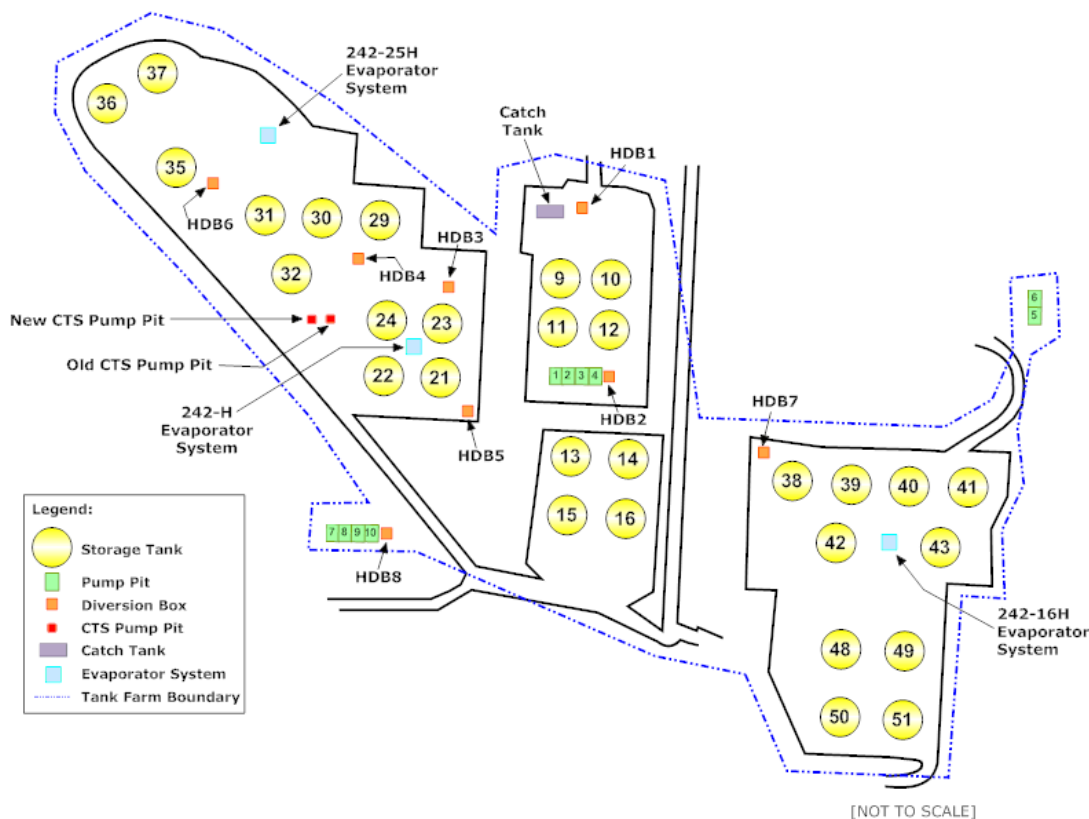 242-25H
Evaporator
System
37
36
Catch
Tank
HDB1
35
HDB6
31
30
29
HDB3
HDB4
32
9
10
6
5
New CTS Pump Pit
24
23
11
12
Old CTS Pump Pit
22
21
1 2 3 4
242-H
Evaporator
System
HDB2
HDB5
HDB7
13
14
38
39
40
41
15
16
Legend:
Storage Tank
Pump Pit
Diversion Box
CTS Pump Pit
Catch Tank
Evaporator System
Tank Farm Boundary
7 8 9 10
HDB8
42
43
242-16H
Evaporator
System
48
49
50
51
[NOT TO SCALE]